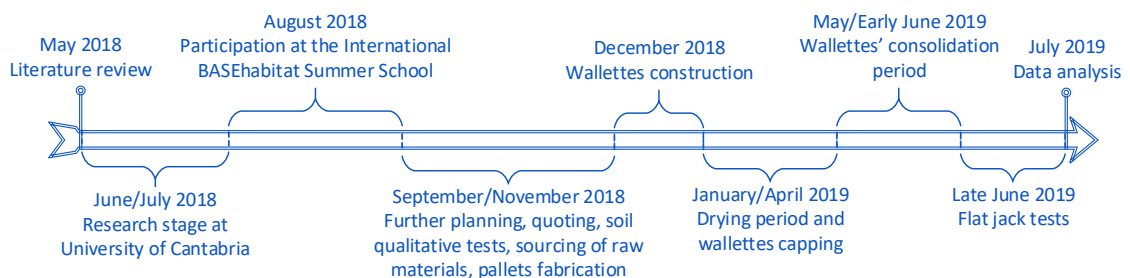 May 2018
Literature review
June/July 2018
Research stage at
University of Cantabria
August 2018
Participation at the International
BASEhabitat Summer School
September/November 2018
Further planning, quoting, soil
qualitative tests, sourcing of raw
materials, pallets fabrication
December 2018
Wallettes construction
January/April 2019
Drying period and
wallettes capping
May/Early June 2019
Wallettes’ consolidation
period
Late June 2019
Flat jack tests
July 2019
Data analysis